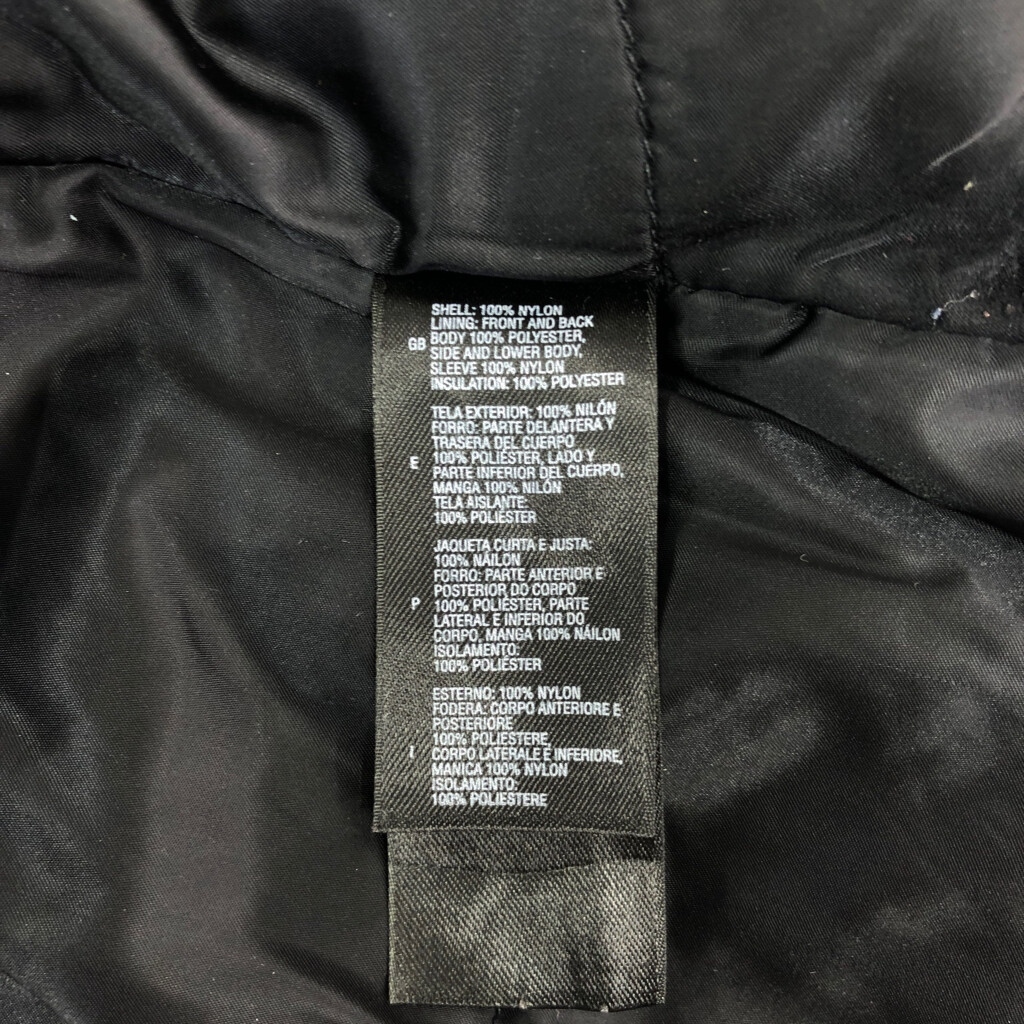 SHELL: 100% NYLON
LINING: FRONT AND BACK
GB BODY 100% POLYESTER,
SIDE AND LOWER BODY,
SLEEVE 100% NYLON
INSULATION: 100% POLYESTER
TELA EXTERIOR: 100% NILÓN
FORRO: PARTE DELANTERA Y
TRASERA DEL CUERPO
E 100% POLIÉSTER, LADO Y
PARTE INFERIOR DEL CUERPO,
MANGA 100% NILÓN
TELA AISLANTE:
100% POLIÉSTER
JAQUETA CURTA E JUSTA:
100% NÁILON
FORRO: PARTE ANTERIOR E
POSTERIOR DO CORPO
P 100% POLIÉSTER, PARTE
LATERAL E INFERIOR DO
CORPO, MANGA 100% NÁILON
ISOLAMENTO:
100% POLIÉSTER
ESTERNO: 100% NYLON
FODERA: CORPO ANTERIORE E
POSTERIORE
100% POLIESTERE,
I CORPO LATERALE E INFERIORE,
MANICA 100% NYLON
ISOLAMENTO:
100% POLIESTERE